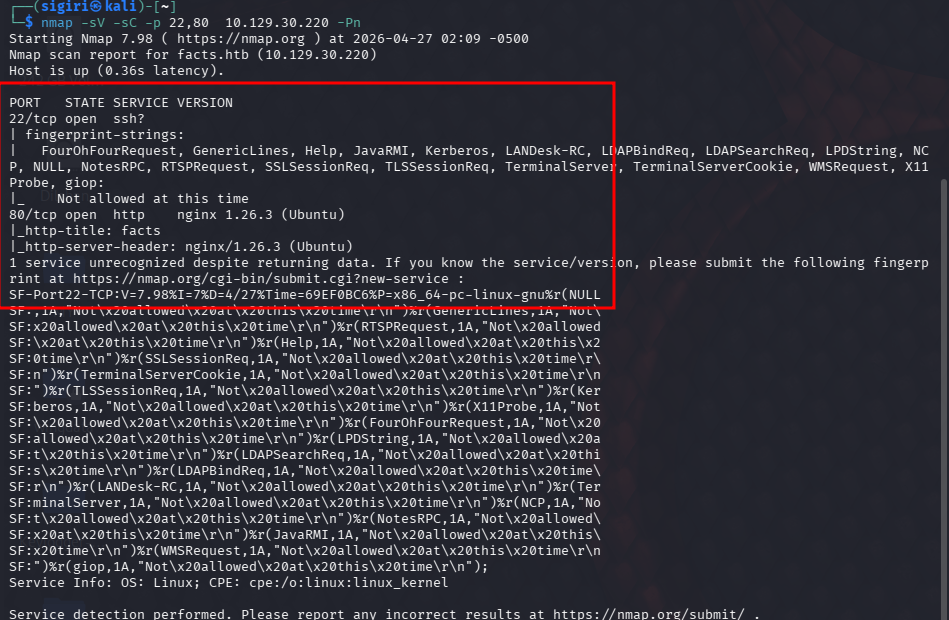 ┌──(sigiri㉿kali)-[~]
└─$ nmap -sV -sC -p 22,80  10.129.30.220 -Pn
Starting Nmap 7.98 ( https://nmap.org ) at 2026-04-27 02:09 -0500
Nmap scan report for facts.htb (10.129.30.220)
Host is up (0.36s latency).

PORT   STATE SERVICE VERSION
22/tcp open  ssh?
| fingerprint-strings:
|   FourOhFourRequest, GenericLines, Help, JavaRMI, Kerberos, LANDesk-RC, LDAPBindReq, LDAPSearchReq, LPDString, NC
P, NULL, NotesRPC, RTSPRequest, SSLSessionReq, TLSSessionReq, TerminalServer, TerminalServerCookie, WMSRequest, X11
Probe, giop:
|_    Not allowed at this time
80/tcp open  http    nginx 1.26.3 (Ubuntu)
|_http-title: facts
|_http-server-header: nginx/1.26.3 (Ubuntu)
1 service unrecognized despite returning data. If you know the service/version, please submit the following fingerp
rint at https://nmap.org/cgi-bin/submit.cgi?new-service :
SF-Port22-TCP:V=7.98%I=7%D=4/27%Time=69EF0BC6%P=x86_64-pc-linux-gnu%r(NULL
SF:,1A,"Not\x20allowed\x20at\x20this\x20time\r\n")%r(GenericLines,1A,"Not\
SF:x20allowed\x20at\x20this\x20time\r\n")%r(RTSPRequest,1A,"Not\x20allowed
SF:\x20at\x20this\x20time\r\n")%r(Help,1A,"Not\x20allowed\x20at\x20this\x2
SF:0time\r\n")%r(SSLSessionReq,1A,"Not\x20allowed\x20at\x20this\x20time\r\
SF:n")%r(TerminalServerCookie,1A,"Not\x20allowed\x20at\x20this\x20time\r\n
SF:")%r(TLSSessionReq,1A,"Not\x20allowed\x20at\x20this\x20time\r\n")%r(Ker
SF:beros,1A,"Not\x20allowed\x20at\x20this\x20time\r\n")%r(X11Probe,1A,"Not
SF:\x20allowed\x20at\x20this\x20time\r\n")%r(FourOhFourRequest,1A,"Not\x20
SF:allowed\x20at\x20this\x20time\r\n")%r(LPDString,1A,"Not\x20allowed\x20a
SF:t\x20this\x20time\r\n")%r(LDAPSearchReq,1A,"Not\x20allowed\x20at\x20thi
SF:s\x20time\r\n")%r(LDAPBindReq,1A,"Not\x20allowed\x20at\x20this\x20time\
SF:r\n")%r(LANDesk-RC,1A,"Not\x20allowed\x20at\x20this\x20time\r\n")%r(Ter
SF:minalServer,1A,"Not\x20allowed\x20at\x20this\x20time\r\n")%r(NCP,1A,"No
SF:t\x20allowed\x20at\x20this\x20time\r\n")%r(NotesRPC,1A,"Not\x20allowed\
SF:x20at\x20this\x20time\r\n")%r(JavaRMI,1A,"Not\x20allowed\x20at\x20this\
SF:x20time\r\n")%r(WMSRequest,1A,"Not\x20allowed\x20at\x20this\x20time\r\n
SF:")%r(giop,1A,"Not\x20allowed\x20at\x20this\x20time\r\n");
Service Info: OS: Linux; CPE: cpe:/o:linux:linux_kernel

Service detection performed. Please report any incorrect results at https://nmap.org/submit/ .